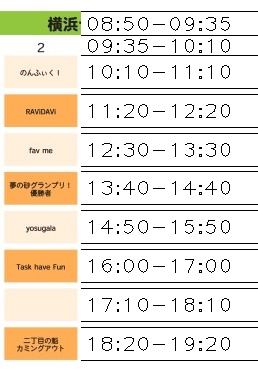 横浜 08:50-09:35
2 09:35-10:10
のんふぃく! 10:10-11:10
RAViDAVi 11:20-12:20
fav me 12:30-13:30
夢の砂グランプリ!
優勝者 13:40-14:40
yosugala 14:50-15:50
Task have Fun 16:00-17:00
17:10-18:10
二丁目の魁
カミングアウト 18:20-19:20